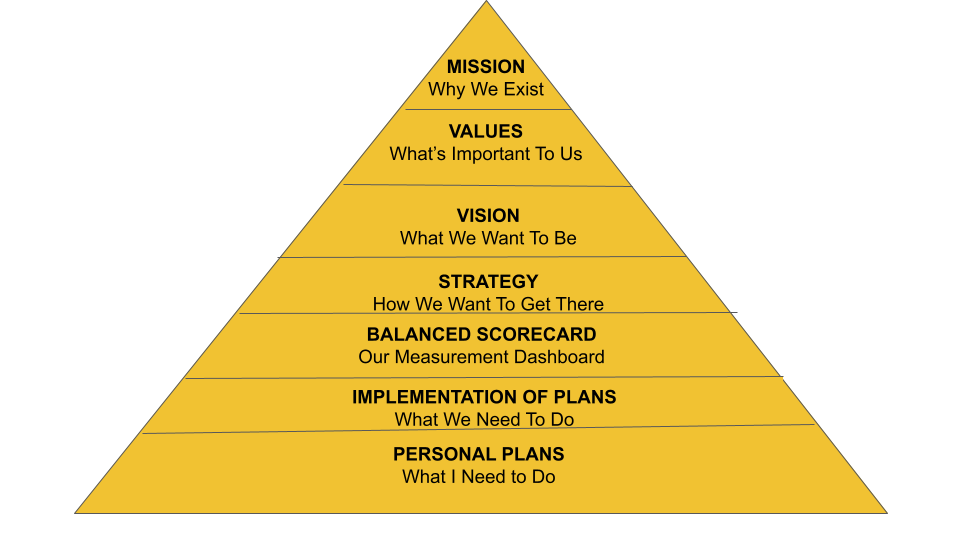 MISSION
Why We Exist
VALUES
What’s Important To Us
VISION
What We Want To Be
STRATEGY
How We Want To Get There
BALANCED SCORECARD
Our Measurement Dashboard
IMPLEMENTATION OF PLANS
What We Need To Do
PERSONAL PLANS
What I Need to Do